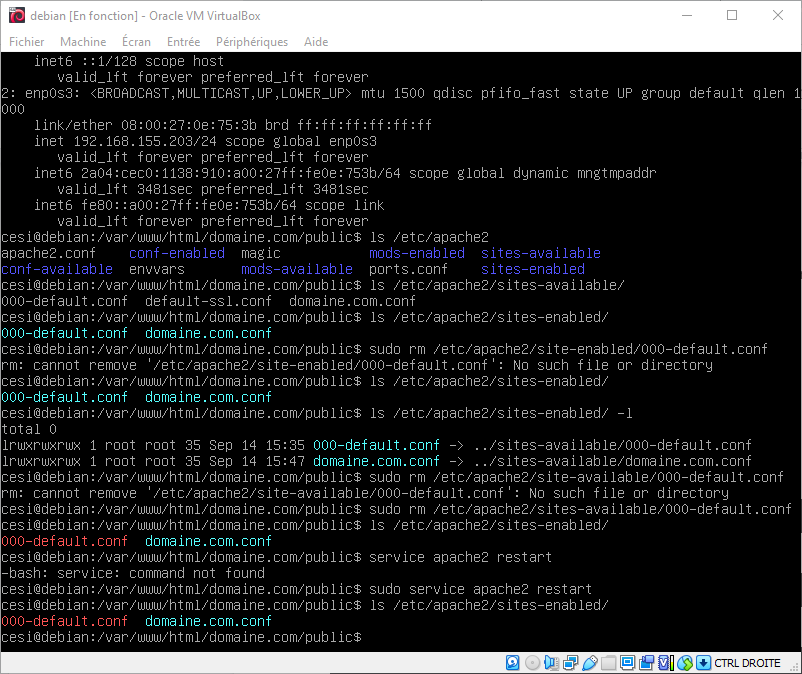 debian [En fonction] - Oracle VM VirtualBox
Fichier Machine Écran Entrée Périphériques Aide
inet6 ::1/128 scope host
valid_lft forever preferred_lft forever
2: enp0s3: <BROADCAST,MULTICAST,UP,LOWER_UP> mtu 1500 qdisc pfifo_fast state UP group default qlen 1
000
link/ether 08:00:27:0e:75:3b brd ff:ff:ff:ff:ff:ff
inet 192.168.155.203/24 scope global enp0s3
valid_lft forever preferred_lft forever
inet6 2a04:cec0:1138:910:a00:27ff:fe0e:753b/64 scope global dynamic mngtmpaddr
valid_lft 3481sec preferred_lft 3481sec
inet6 fe80::a00:27ff:fe0e:753b/64 scope link
valid_lft forever preferred_lft forever
cesi@debian:/var/www/html/domaine.com/public$ ls /etc/apache2
apache2.conf conf-enabled magic mods-enabled sites-available
conf-available envvars mods-available ports.conf sites-enabled
cesi@debian:/var/www/html/domaine.com/public$ ls /etc/apache2/sites-available/
000-default.conf default-ssl.conf domaine.com.conf
cesi@debian:/var/www/html/domaine.com/public$ ls /etc/apache2/sites-enabled/
000-default.conf domaine.com.conf
cesi@debian:/var/www/html/domaine.com/public$ sudo rm /etc/apache2/site-enabled/000-default.conf
rm: cannot remove '/etc/apache2/site-enabled/000-default.conf': No such file or directory
cesi@debian:/var/www/html/domaine.com/public$ ls /etc/apache2/sites-enabled/
000-default.conf domaine.com.conf
cesi@debian:/var/www/html/domaine.com/public$ ls /etc/apache2/sites-enabled/ -l
total 0
lrwxrwxrwx 1 root root 35 Sep 14 15:35 000-default.conf -> ../sites-available/000-default.conf
lrwxrwxrwx 1 root root 35 Sep 14 15:47 domaine.com.conf -> ../sites-available/domaine.com.conf
cesi@debian:/var/www/html/domaine.com/public$ sudo rm /etc/apache2/site-available/000-default.conf
rm: cannot remove '/etc/apache2/site-available/000-default.conf': No such file or directory
cesi@debian:/var/www/html/domaine.com/public$ sudo rm /etc/apache2/sites-available/000-default.conf
cesi@debian:/var/www/html/domaine.com/public$ ls /etc/apache2/sites-enabled/
000-default.conf domaine.com.conf
cesi@debian:/var/www/html/domaine.com/public$ service apache2 restart
-bash: service: command not found
cesi@debian:/var/www/html/domaine.com/public$ sudo service apache2 restart
cesi@debian:/var/www/html/domaine.com/public$ ls /etc/apache2/sites-enabled/
000-default.conf domaine.com.conf
cesi@debian:/var/www/html/domaine.com/public$
CTRL DROITE